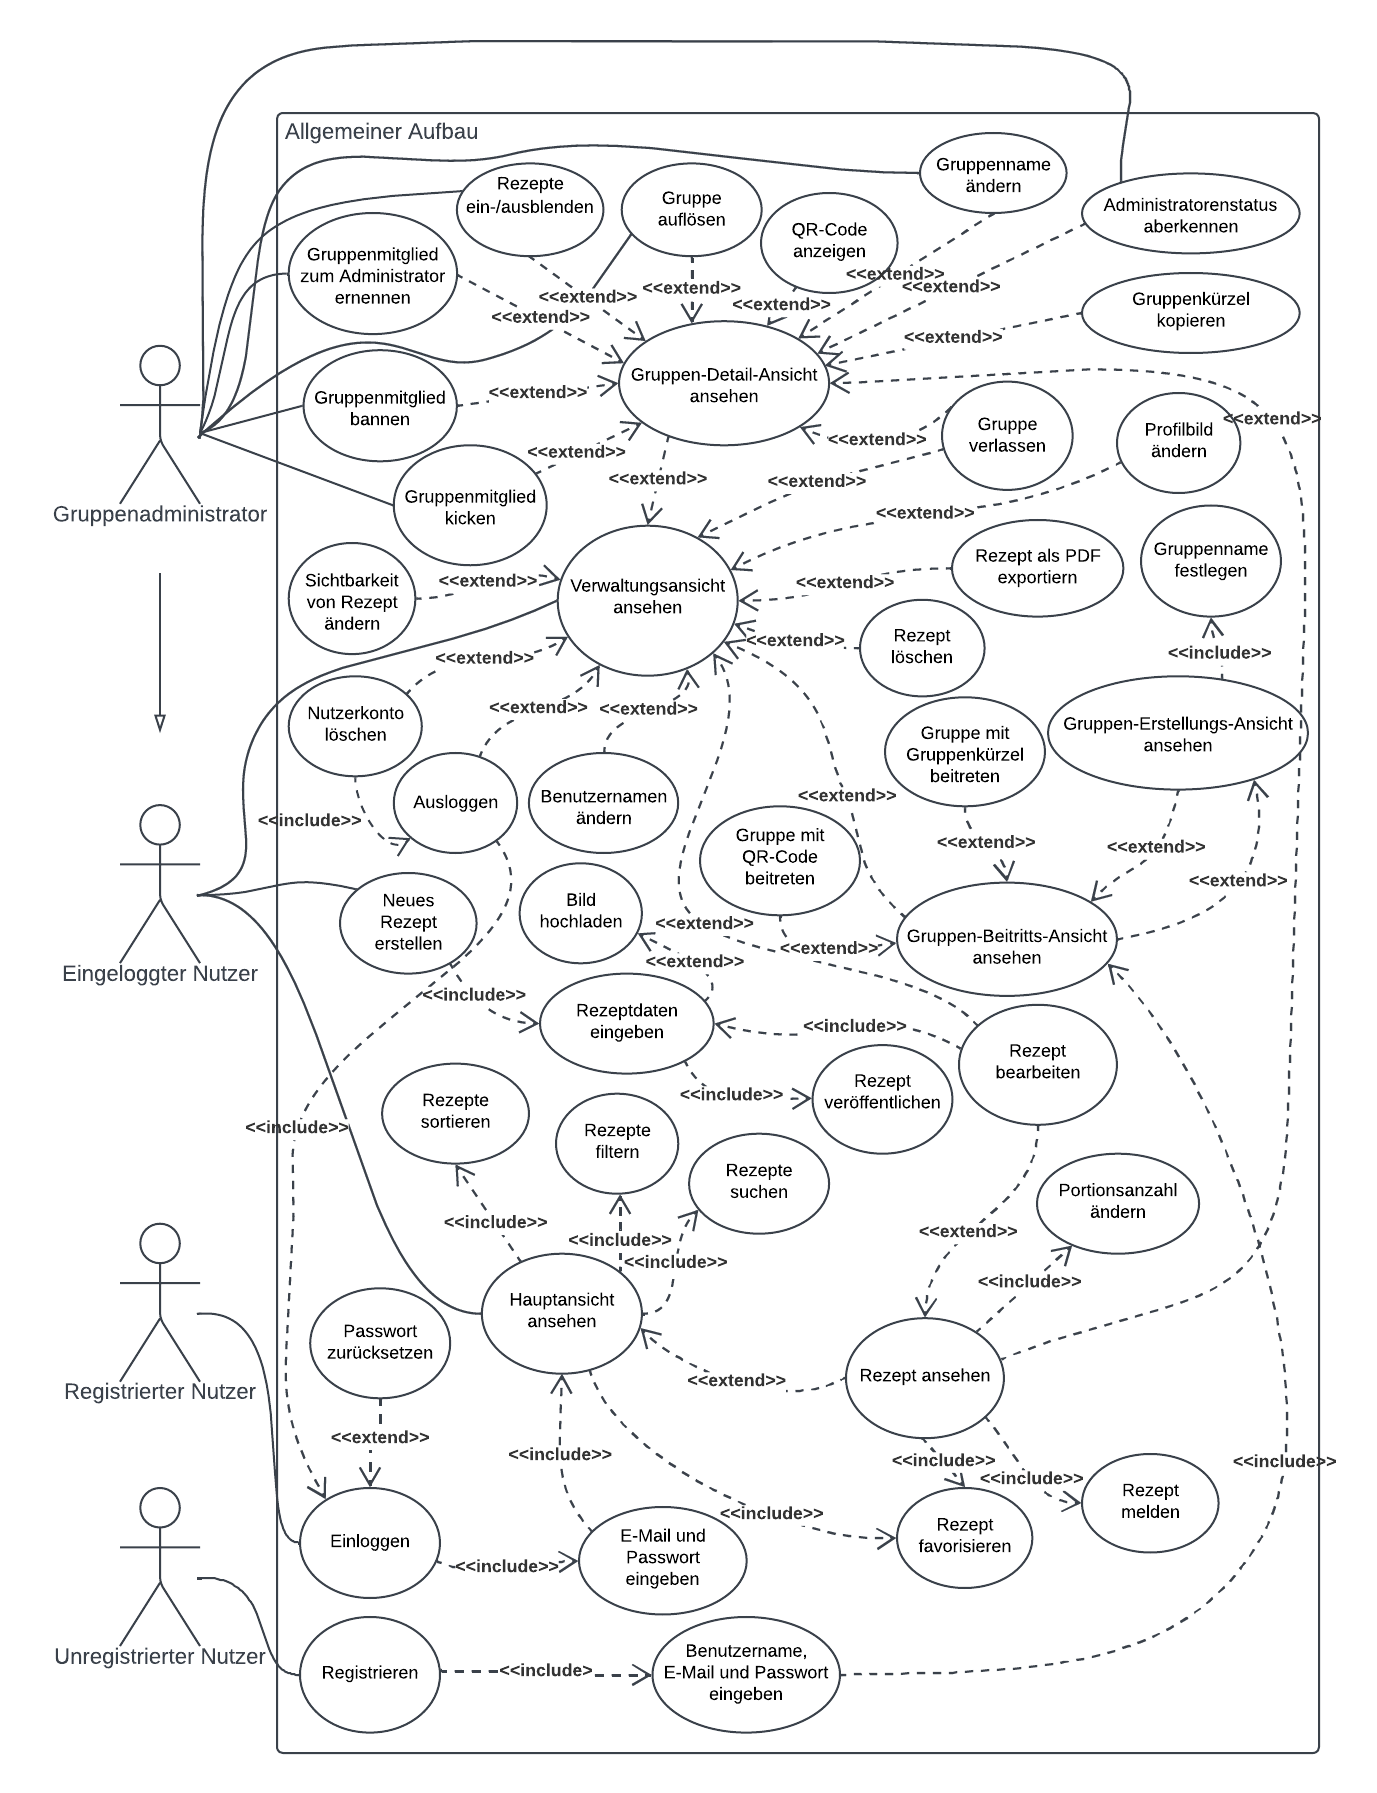 Allgemeiner Aufbau
Gruppenname
ändern
Rezepte
ein-/ausblenden
Gruppe
auflösen
Administratorenstatus
aberkennen
QR-Code
anzeigen
Gruppenmitglied
zum Administrator
ernennen
<<extend>>
<<extend>>
<<extend>>
<<extend>>
<<extend>>
<<extend>>
Gruppenkürzel
kopieren
<<extend>>
Gruppen-Detail-Ansicht
ansehen
Gruppenmitglied
bannen
<<extend>>
<<extend>>
Gruppe
verlassen
Profilbild
ändern
<<extend>>
<<extend>>
<<extend>>
<<extend>>
Gruppenmitglied
kicken
Gruppenadministrator
<<extend>>
Gruppenname
festlegen
Rezept als PDF
exportieren
Sichtbarkeit
von Rezept
ändern
<<extend>>
Verwaltungsansicht
ansehen
<<extend>>
Rezept
löschen
<<extend>>
<<extend>>
<<include>>
Nutzerkonto
löschen
<<extend>>
<<extend>>
Gruppe mit
Gruppenkürzel
beitreten
Gruppen-Erstellungs-Ansicht
ansehen
Ausloggen
Benutzernamen
ändern
<<extend>>
<<include>>
Gruppe mit
QR-Code
beitreten
<<extend>>
<<extend>>
<<extend>>
Neues
Rezept
erstellen
Bild
hochladen
<<extend>>
<<extend>>
Gruppen-Beitritts-Ansicht
ansehen
<<extend>>
Eingeloggter Nutzer
<<include>>
Rezeptdaten
eingeben
<<include>>
Rezept
bearbeiten
Rezepte
sortieren
<<include>>
Rezept
veröffentlichen
<<include>>
Rezepte
filtern
Rezepte
suchen
Portionsanzahl
ändern
<<include>>
<<include>>
<<include>>
<<extend>>
<<include>>
Hauptansicht
ansehen
Passwort
zurücksetzen
<<extend>>
Rezept ansehen
Registrierter Nutzer
<<extend>>
<<include>>
<<include>>
<<include>>
<<include>>
<<include>>
Rezept
melden
Einloggen
<<include>>
E-Mail und
Passwort
eingeben
Rezept
favorisieren
Unregistrierter Nutzer
Registrieren
<<include>
Benutzername,
E-Mail und Passwort
eingeben